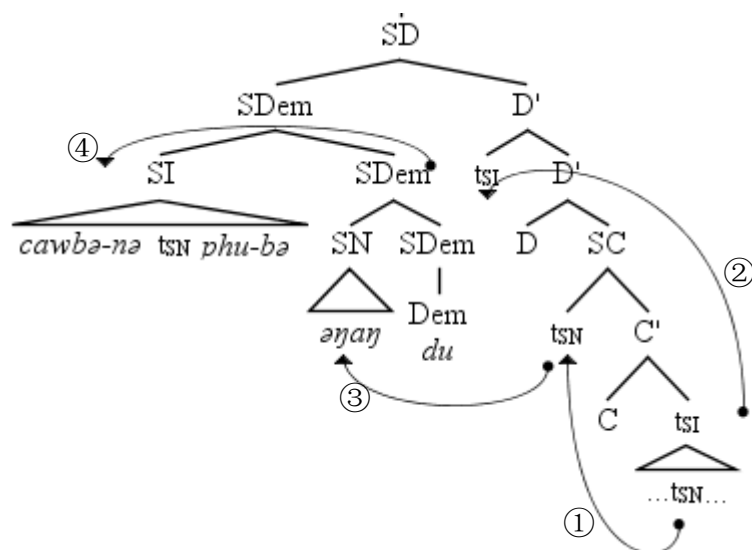 SD
SDem D'
④
SI SDem tSI D'
cawbə-nə tSN phu-bə SN SDem D SC
②
əŋaŋ Dem tSN C'
du
③
C tSI
...tSN...
①